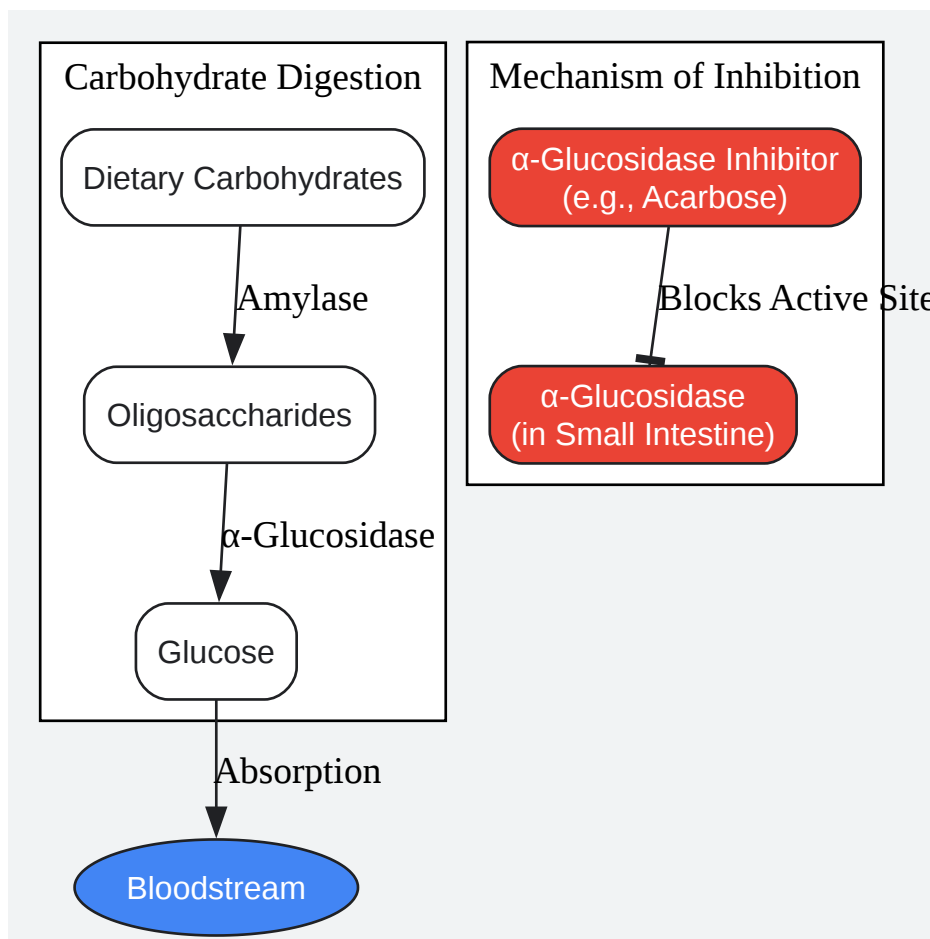 Carbohydrate Digestion
Dietary Carbohydrates
Amylase
Oligosaccharides
α-Glucosidase
Glucose
Absorption
Bloodstream
Mechanism of Inhibition
α-Glucosidase Inhibitor
(e.g., Acarbose)
Blocks Active Site
α-Glucosidase
(in Small Intestine)